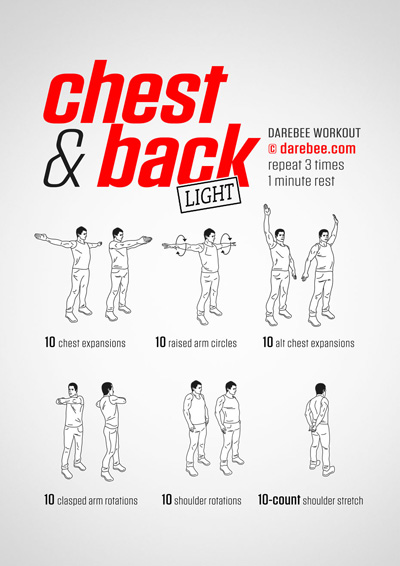 chest
& back
LIGHT
DAREBEE WORKOUT
© darebee.com
repeat 3 times
1 minute rest
10 chest expansions
10 raised arm circles
10 alt chest expansions
10 clasped arm rotations
10 shoulder rotations
10-count shoulder stretch